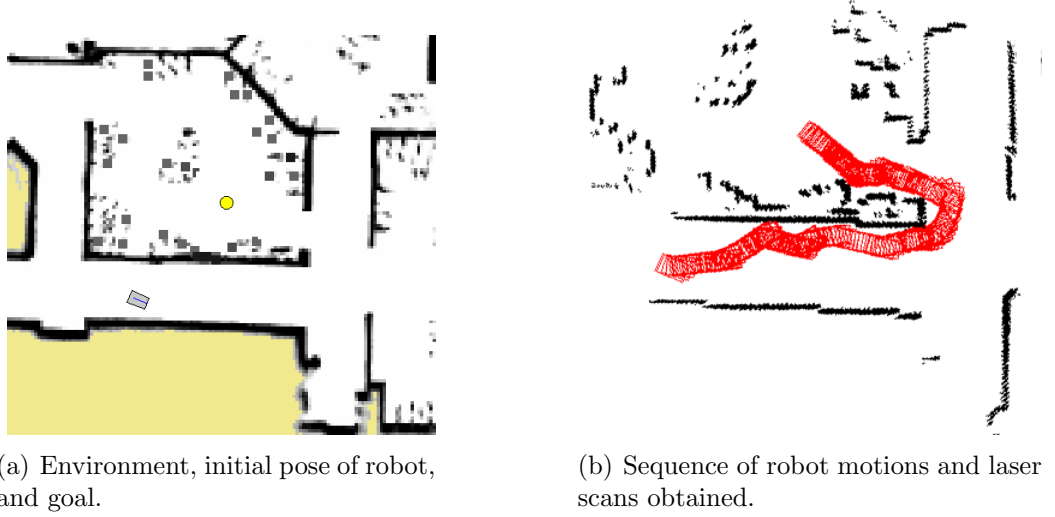 (a) Environment, initial pose of robot,
and goal.
(b) Sequence of robot motions and laser
scans obtained.